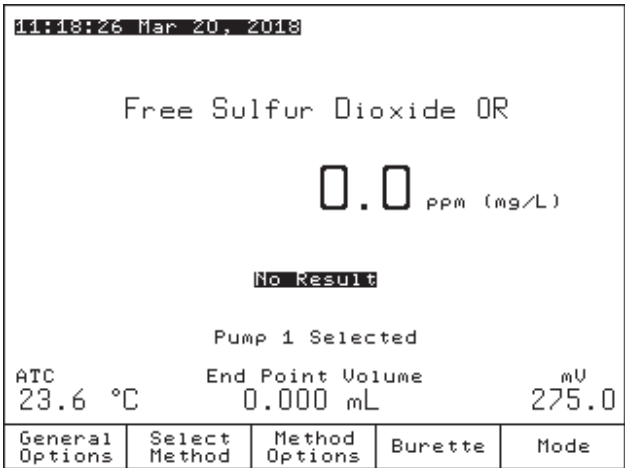 11:18:26 Mar 20, 2018
Free Sulfur Dioxide OR
0.0 ppm (mg/L)
No Result
Pump 1 Selected
ATC End Point Volume mV
23.6 °C 0.000 mL 275.0
General Select Method Burette Mode
Options Method Options